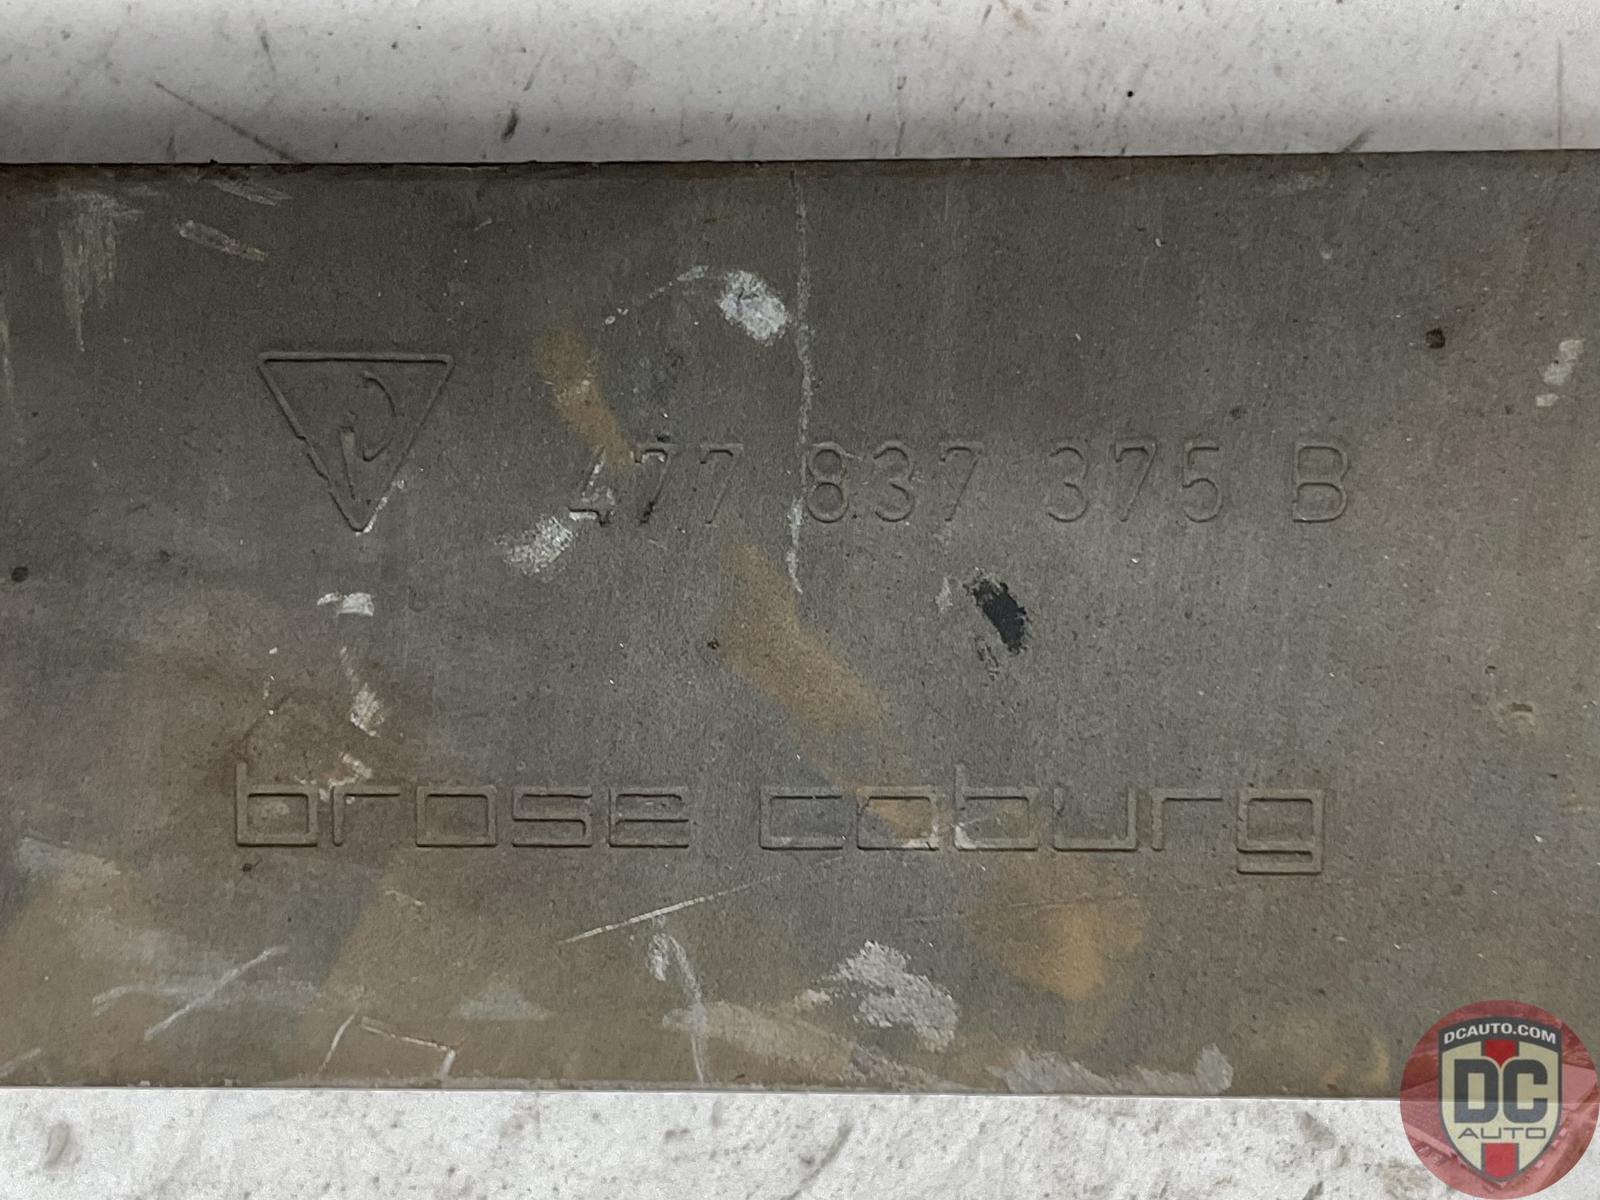 477 837 375 B
brose coburg
DCAUTO.COM
DC
AUTO